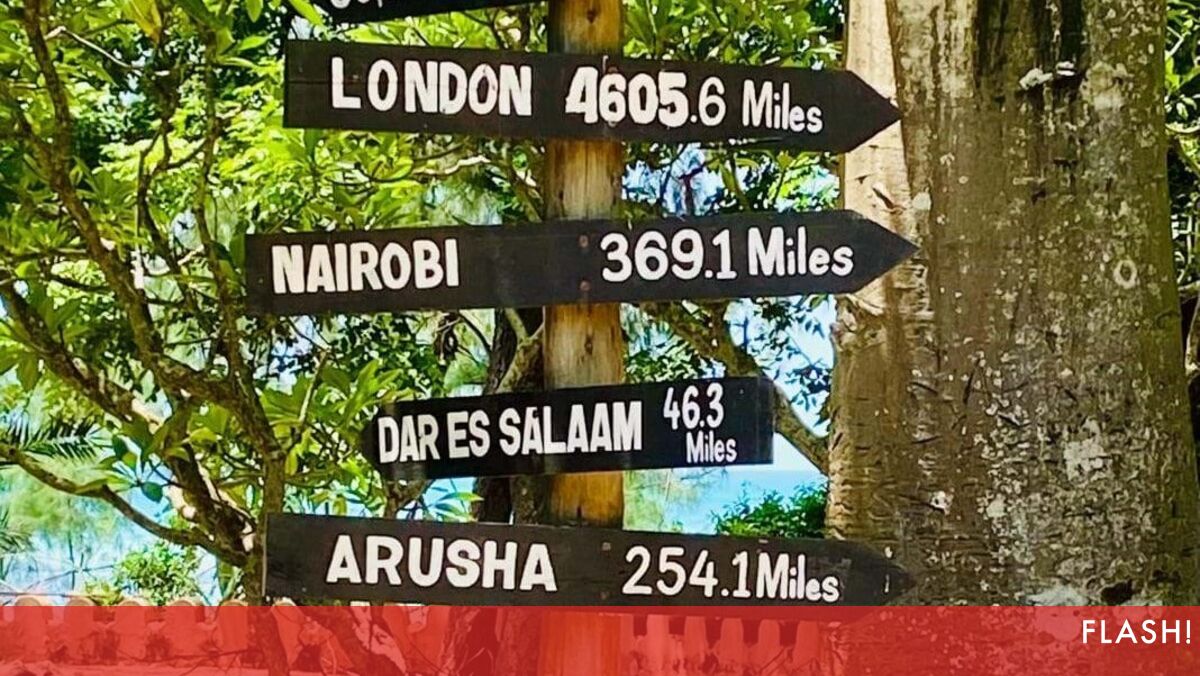 LONDON 4605.6 Miles
NAIROBI 369.1 Miles
DAR ES SALAAM 46.3
Miles
ARUSHA 254.1 Miles
FLASH!